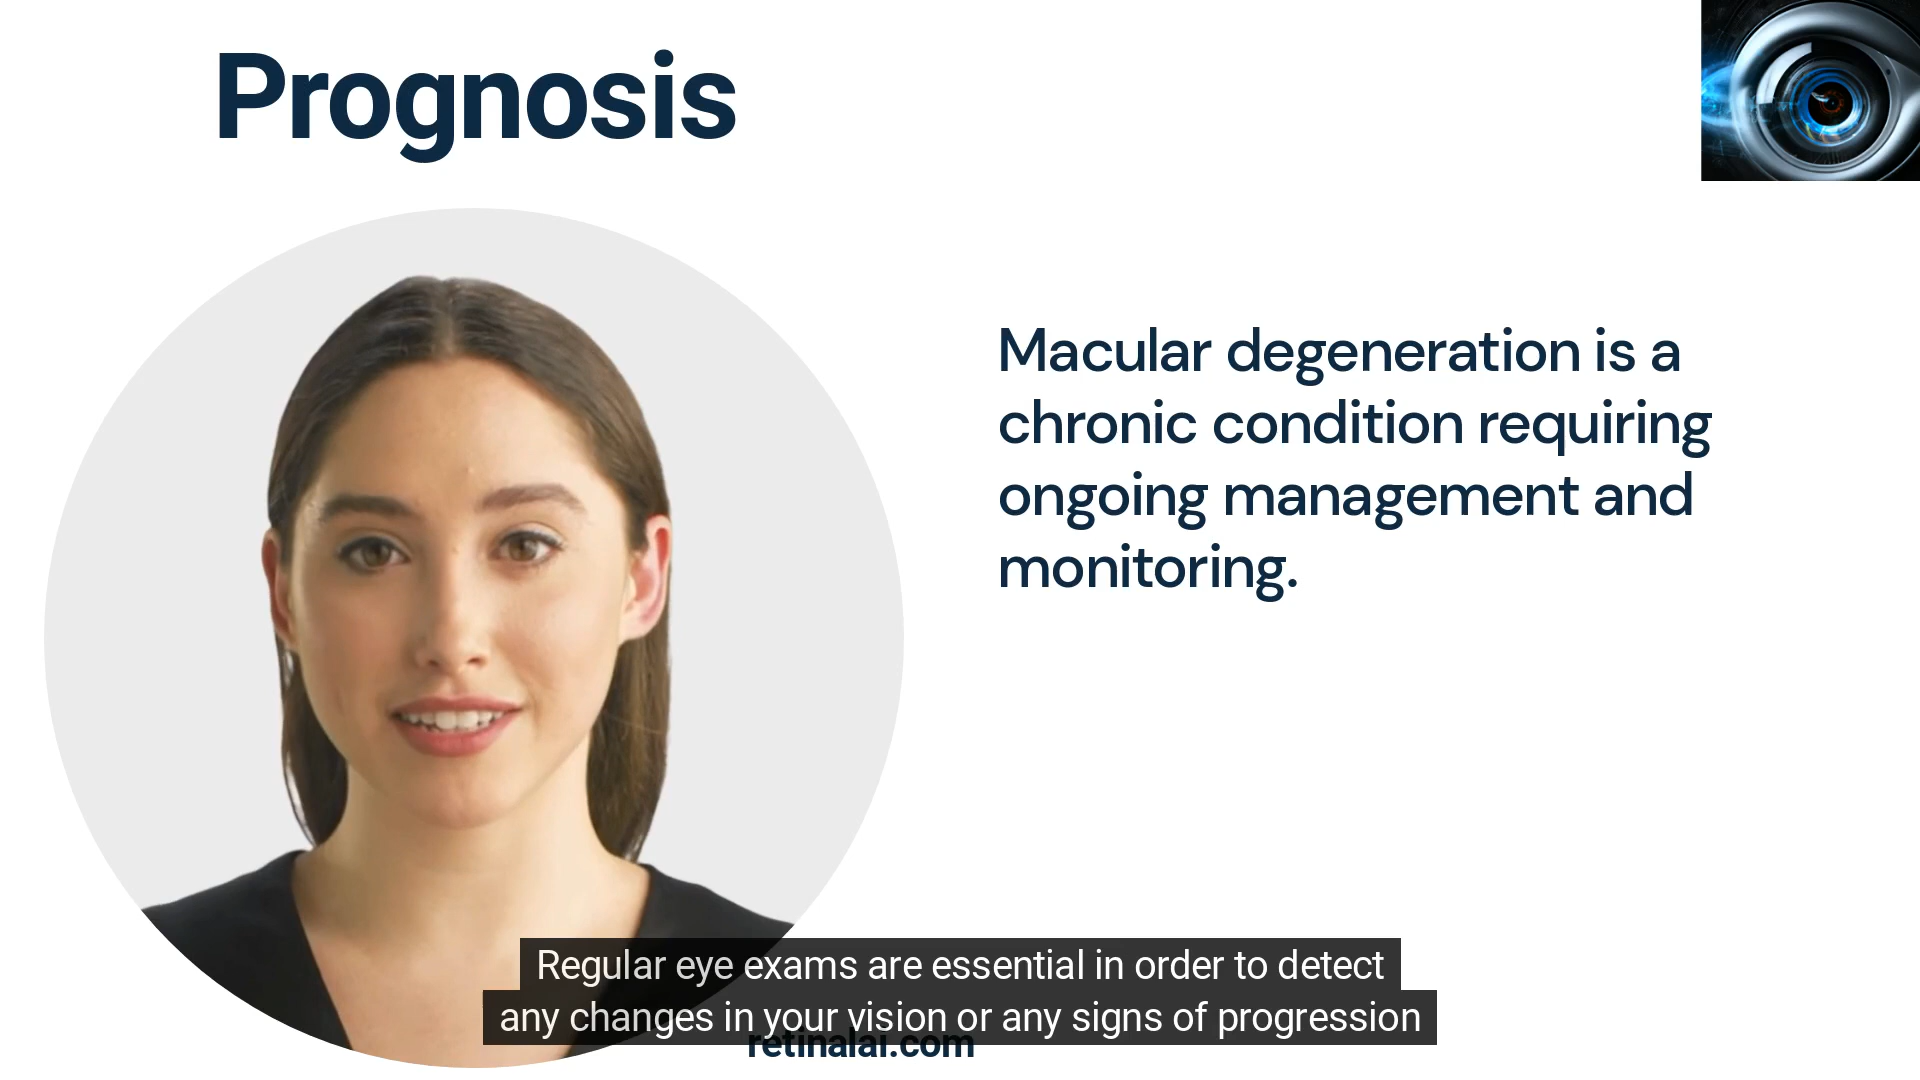 Prognosis
Macular degeneration is a
chronic condition requiring
ongoing management and
monitoring.
Regular eye exams are essential in order to detect
any changes in your vision or any signs of progression
retinalai.com